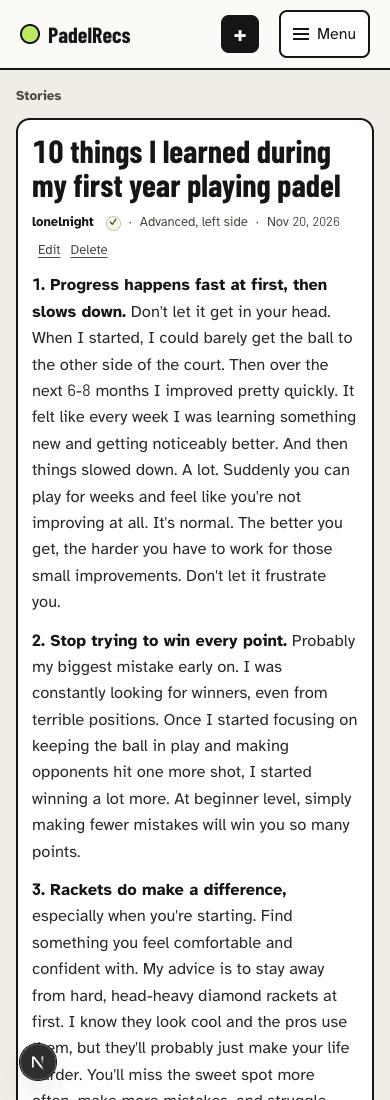 PadelRecs
+
Menu
Stories
10 things I learned during
my first year playing padel
lonelnight · Advanced, left side · Nov 20, 2026
Edit Delete
1. Progress happens fast at first, then
slows down. Don't let it get in your head.
When I started, I could barely get the ball to
the other side of the court. Then over the
next 6-8 months I improved pretty quickly. It
felt like every week I was learning something
new and getting noticeably better. And then
things slowed down. A lot. Suddenly you can
play for weeks and feel like you're not
improving at all. It's normal. The better you
get, the harder you have to work for those
small improvements. Don't let it frustrate
you.
2. Stop trying to win every point. Probably
my biggest mistake early on. I was
constantly looking for winners, even from
terrible positions. Once I started focusing on
keeping the ball in play and making
opponents hit one more shot, I started
winning a lot more. At beginner level, simply
making fewer mistakes will win you so many
points.
3. Rackets do make a difference,
especially when you're starting. Find
something you feel comfortable and
confident with. My advice is to stay away
from hard, head-heavy diamond rackets at
first. I know they look cool and the pros use
them, but they'll probably just make your life
harder. You'll miss the sweet spot more
often, make more mistakes, and struggle
N